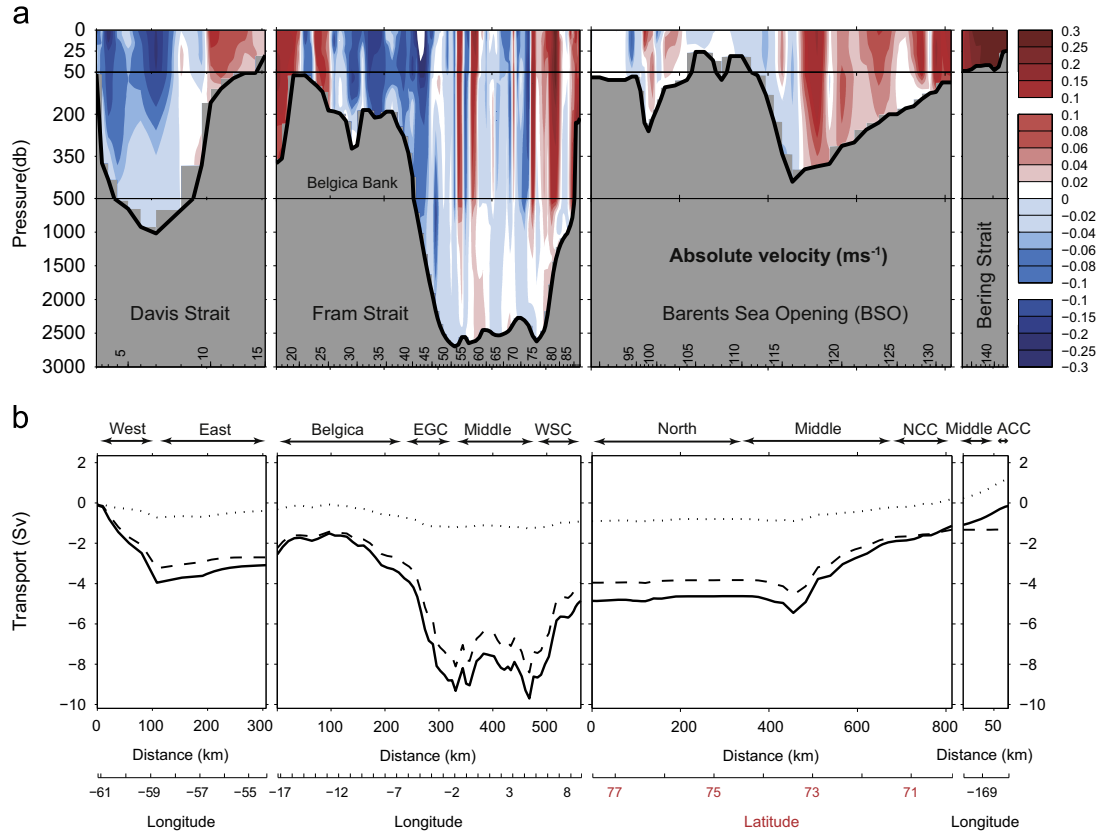 a
Pressure(db)
0
25
50
200
350
500
1000
1500
2000
2500
3000
Davis Strait
5 10 15
Belgica Bank
Fram Strait
20 25 30 35 40 45 50 55 60 65 70 75 80 85
Absolute velocity (ms-1)
Barents Sea Opening (BSO)
95 100 105 110 115 120 125 130
Bering Strait
140
0.3
0.25
0.2
0.15
0.1
0.1
0.08
0.06
0.04
0.02
0
−0.02
−0.04
−0.06
−0.08
−0.1
−0.1
−0.15
−0.2
−0.25
−0.3
b
West East Belgica EGC Middle WSC North Middle NCC Middle ACC
Transport (Sv)
2 2
0 0
−2 −2
−4 −4
−6 −6
−8 −8
−10 −10
0 100 200 300 0 100 200 300 400 500 0 200 400 600 800 50
Distance (km) Distance (km) Distance (km) Distance (km)
−61 −59 −57 −55 −17 −12 −7 −2 3 8 77 75 73 71 −169
Longitude Longitude Latitude Longitude